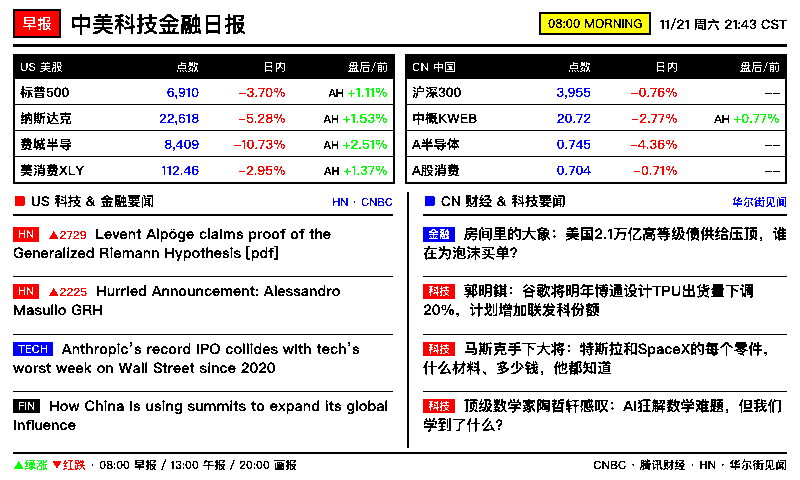 早报 中美科技金融日报 08:00 MORNING 11/21 周六 21:43 CST
US 美股 点数 日内 盘后/前
标普500 6,910 -3.70% AH +1.11%
纳斯达克 22,618 -5.28% AH +1.53%
费城半导 8,409 -10.73% AH +2.51%
美消费XLY 112.46 -2.95% AH +1.37%
CN 中国 点数 日内 盘后/前
沪深300 3,955 -0.76% --
中概KWEB 20.72 -2.77% AH +0.77%
A半导体 0.745 -4.36% --
A股消费 0.704 -0.71% --
US 科技 & 金融要闻 HN · CNBC
HN ▲2729 Levent Alpöge claims proof of the
Generalized Riemann Hypothesis [pdf]
HN ▲2225 Hurried Announcement: Alessandro
Masullo GRH
TECH Anthropic's record IPO collides with tech's
worst week on Wall Street since 2020
FIN How China is using summits to expand its global
influence
CN 财经 & 科技要闻 华尔街见闻
金融 房间里的大象：美国2.1万亿高等级债供给压顶，谁
在为泡沫买单？
科技 郭明錤：谷歌将明年博通设计TPU出货量下调
20%，计划增加联发科份额
科技 马斯克手下大将：特斯拉和SpaceX的每个零件，
什么材料、多少钱，他都知道
科技 顶级数学家陶哲轩感叹：AI狂解数学难题，但我们
学到了什么？
▲绿涨 ▼红跌 · 08:00 早报 / 13:00 午报 / 20:00 画报
CNBC · 腾讯财经 · HN · 华尔街见闻